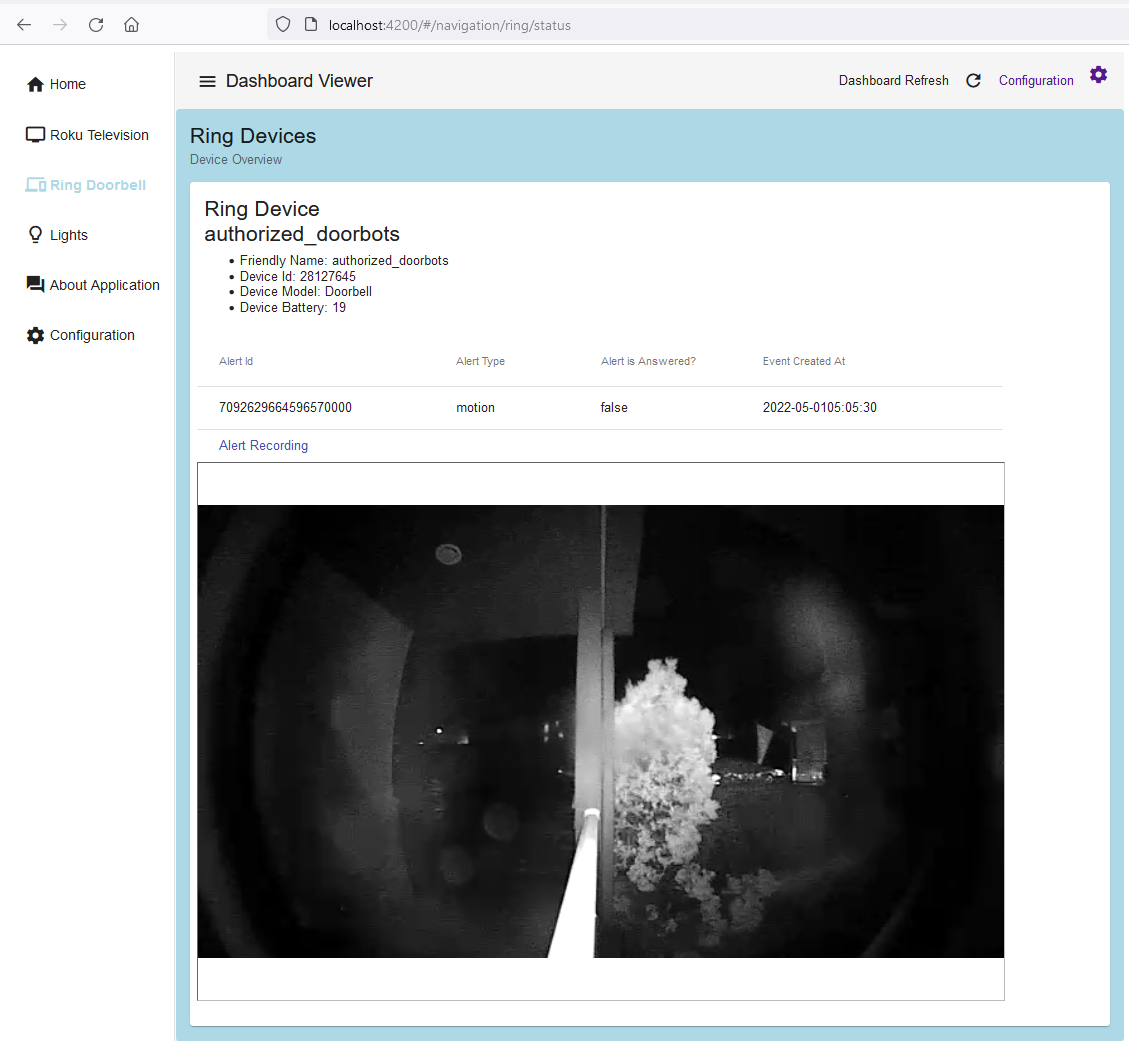 localhost:4200/#/navigation/ring/status
Home
Roku Television
Ring Doorbell
Lights
About Application
Configuration
Dashboard Viewer
Dashboard Refresh
Configuration
Ring Devices
Device Overview
Ring Device
authorized_doorbots
Friendly Name: authorized_doorbots
Device Id: 28127645
Device Model: Doorbell
Device Battery: 19
Alert Id Alert Type Alert is Answered? Event Created At
7092629664596570000 motion false 2022-05-0105:05:30
Alert Recording